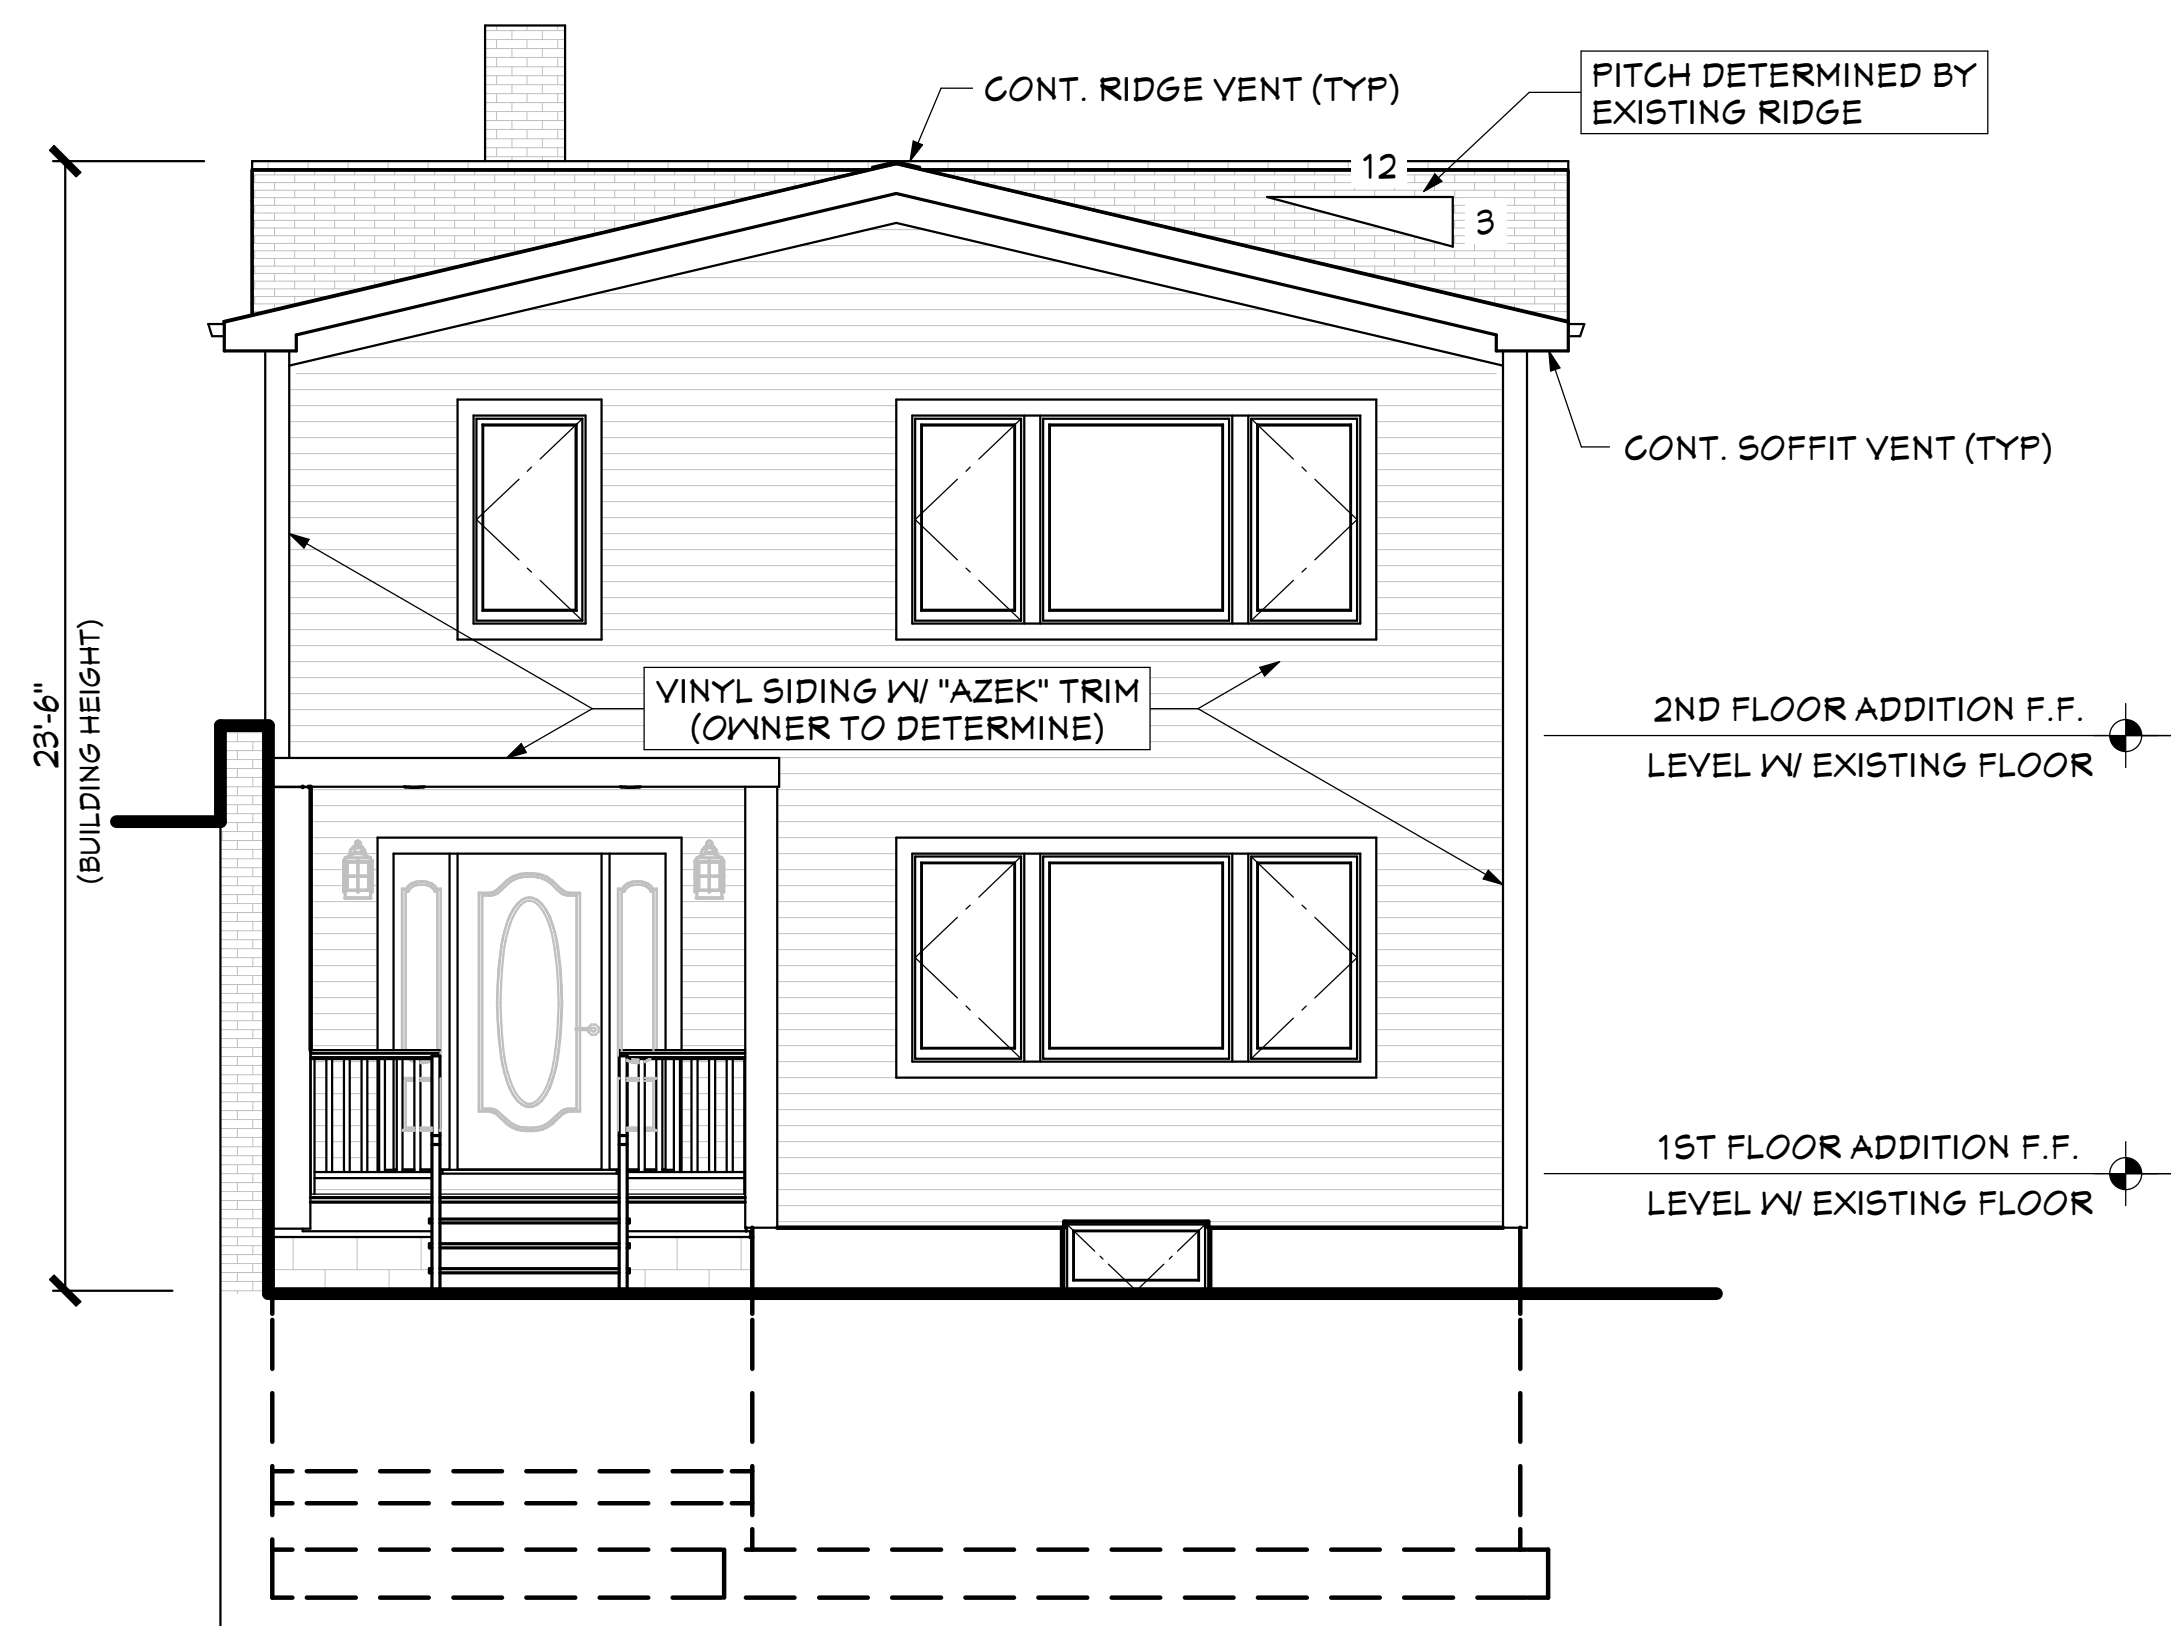 CONT. RIDGE VENT (TYP)
PITCH DETERMINED BY
EXISTING RIDGE
12
3
CONT. SOFFIT VENT (TYP)
23'-6"
(BUILDING HEIGHT)
VINYL SIDING W/ "AZEK" TRIM
(OWNER TO DETERMINE)
2ND FLOOR ADDITION F.F.
LEVEL W/ EXISTING FLOOR
1ST FLOOR ADDITION F.F.
LEVEL W/ EXISTING FLOOR